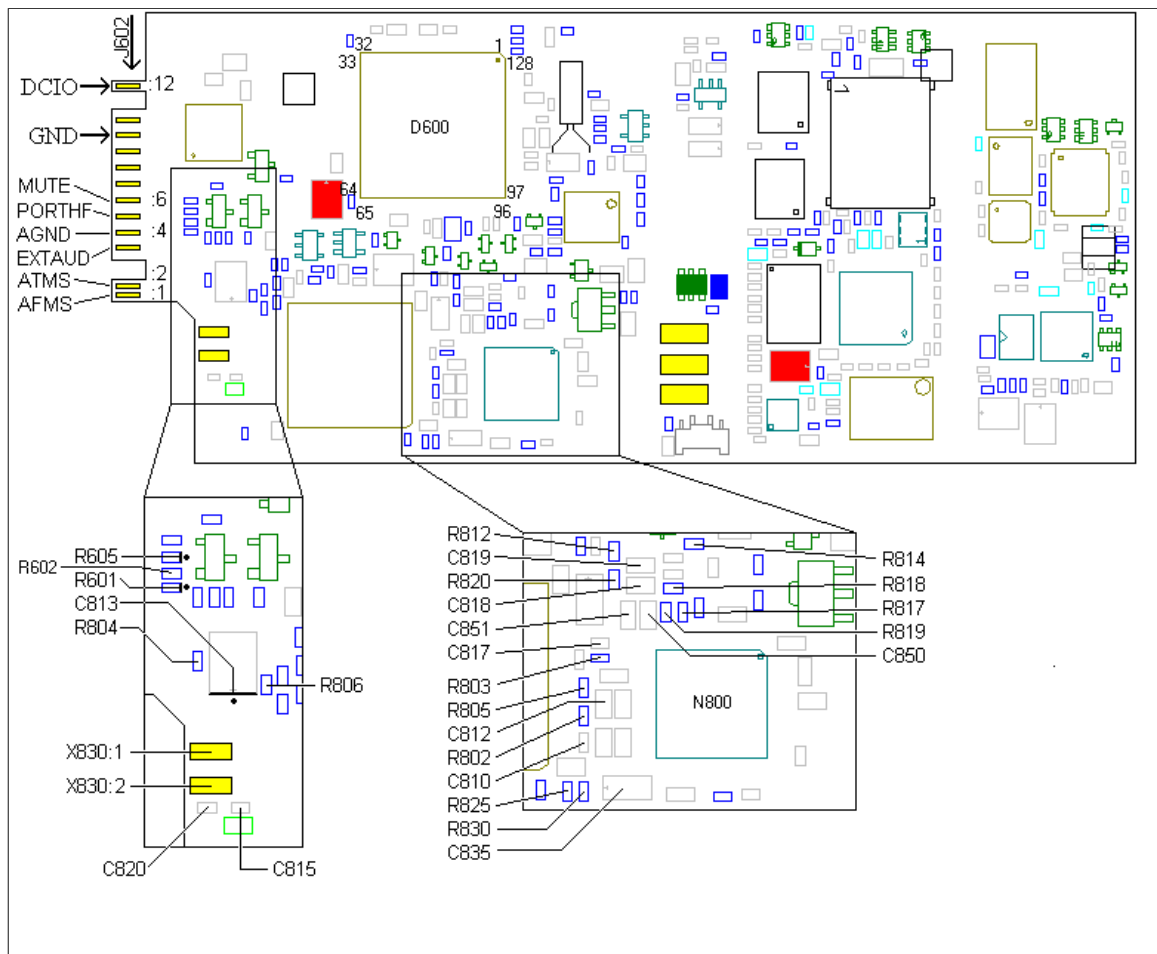 J602
DCIO
:12
GND
MUTE
:6
PORTHF
AGND
:4
EXTAUD
ATMS
:2
AFMS
:1
32
33
1
128
D600
64
65
97
96
1
1
R605
R602
R601
C813
R804
R806
X830:1
X830:2
C820
C815
R812
C819
R820
C818
C851
C817
R803
R805
C812
R802
C810
R825
R830
C835
R814
R818
R817
R819
C850
N800